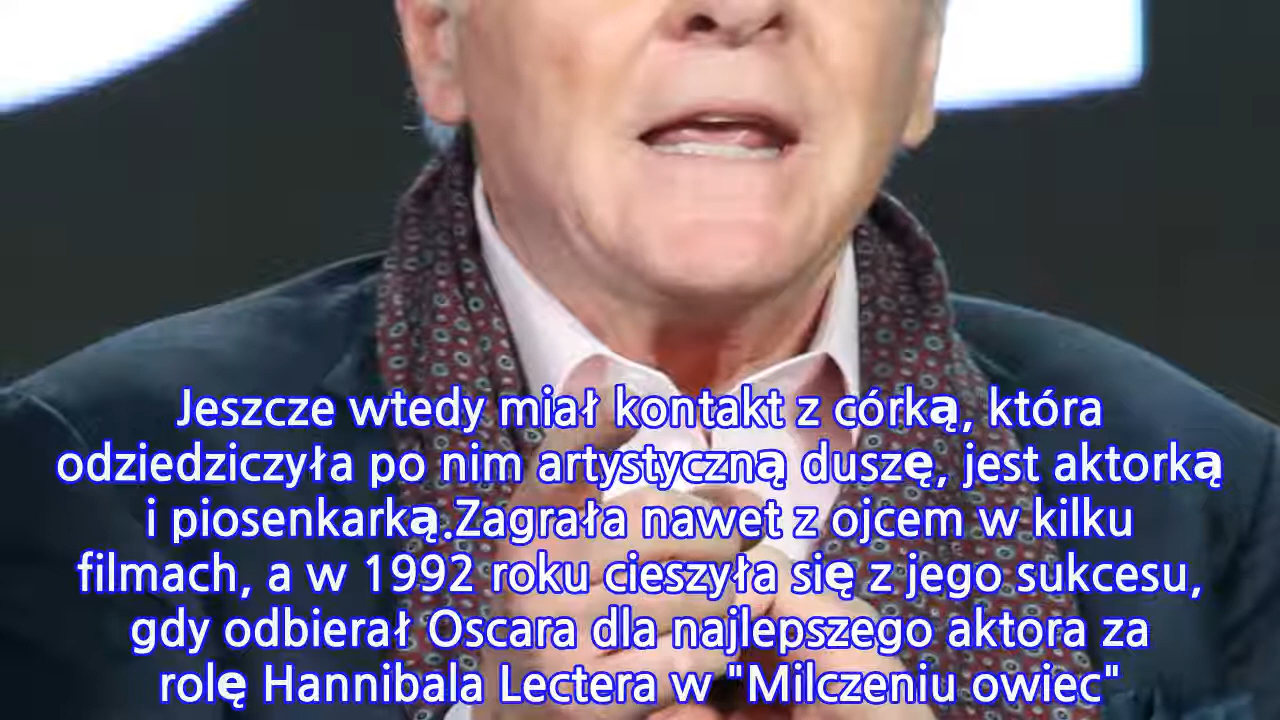 Jeszcze wtedy miał kontakt z córką, która
odziedziczyła po nim artystyczną duszę, jest aktorką
i piosenkarką.Zagrała nawet z ojcem w kilku
filmach, a w 1992 roku cieszyła się z jego sukcesu,
gdy odbierał Oscara dla najlepszego aktora za
rolę Hannibala Lectera w "Milczeniu owiec"